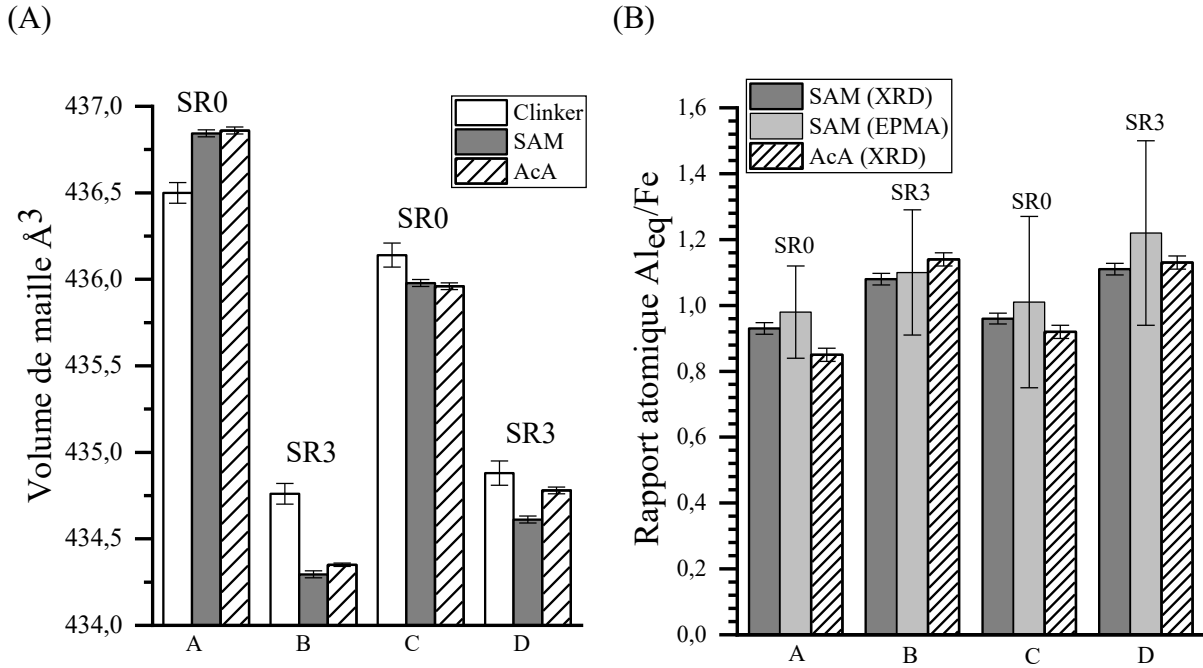 (A)
Volume de maille Å3
437,0
436,5
436,0
435,5
435,0
434,5
434,0
SR0
SR3
SR0
SR3
Clinker
SAM
AcA
A
B
C
D
(B)
Rapport atomique Aleq/Fe
1,6
1,4
1,2
1,0
0,8
0,6
0,4
0,2
0,0
SAM (XRD)
SAM (EPMA)
AcA (XRD)
SR0
SR3
SR0
SR3
A
B
C
D